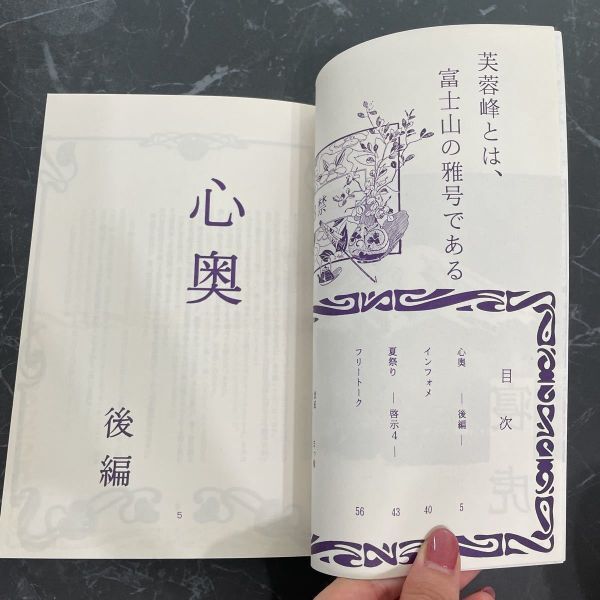 芙蓉峰とは、
富士山の雅号である
目次
心奥 ―後編― 5
インフォメ 40
夏祭り ―啓示4― 43
フリートーク 56
心奥
後編
5